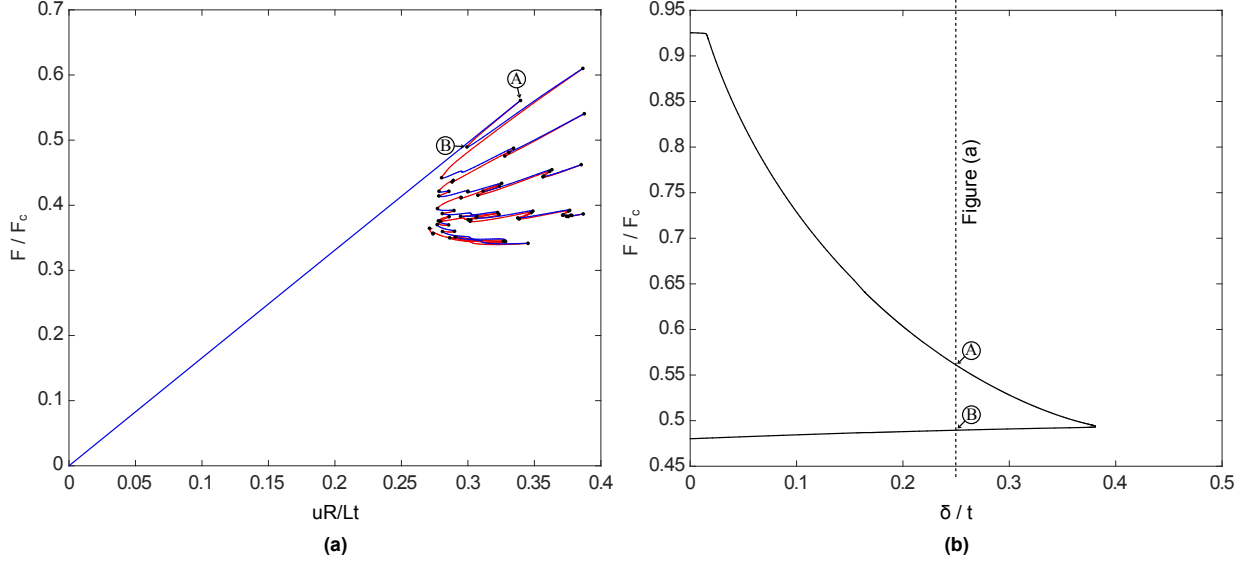 0.7
0.6
0.5
0.4
0.3
0.2
0.1
0
F / F_c
A
B
0 0.05 0.1 0.15 0.2 0.25 0.3 0.35 0.4
uR/Lt
(a)
0.95
0.9
0.85
0.8
0.75
0.7
0.65
0.6
0.55
0.5
0.45
F / F_c
Figure (a)
A
B
0 0.1 0.2 0.3 0.4 0.5
δ / t
(b)